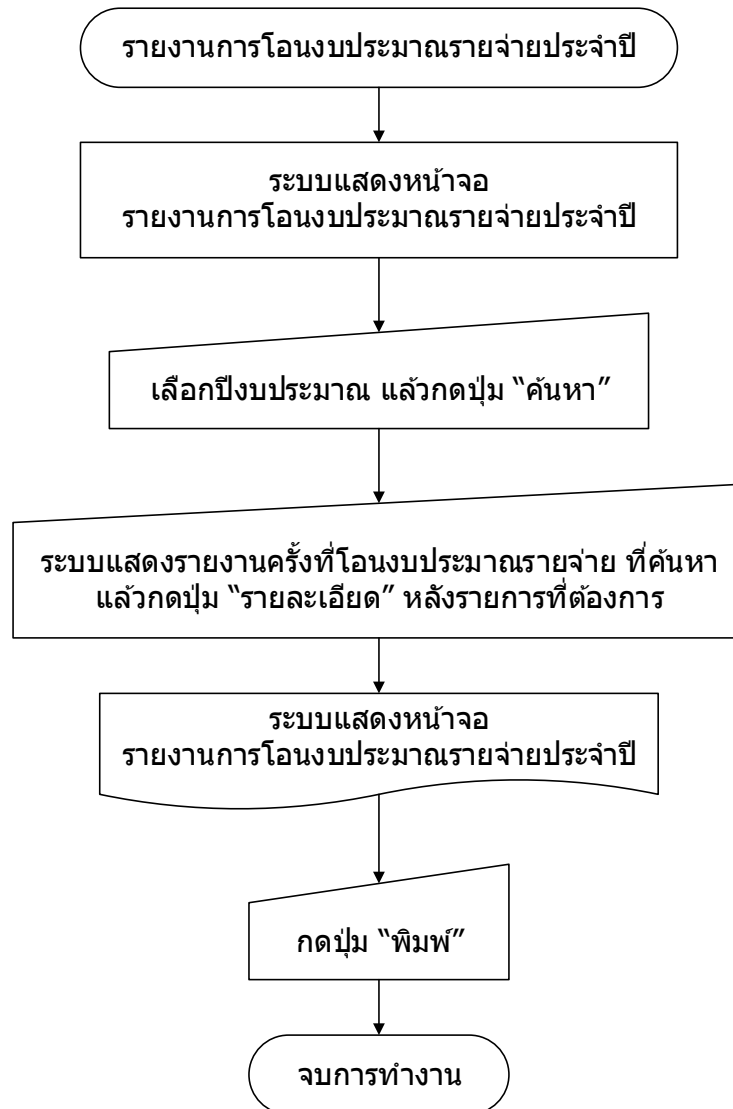 รายงานการโอนงบประมาณรายจ่ายประจำปี
ระบบแสดงหน้าจอ
รายงานการโอนงบประมาณรายจ่ายประจำปี
เลือกปีงบประมาณ แล้วกดปุ่ม “ค้นหา”
ระบบแสดงรายงานครั้งที่โอนงบประมาณรายจ่าย ที่ค้นหา
แล้วกดปุ่ม “รายละเอียด” หลังรายการที่ต้องการ
ระบบแสดงหน้าจอ
รายงานการโอนงบประมาณรายจ่ายประจำปี
กดปุ่ม “พิมพ์”
จบการทำงาน